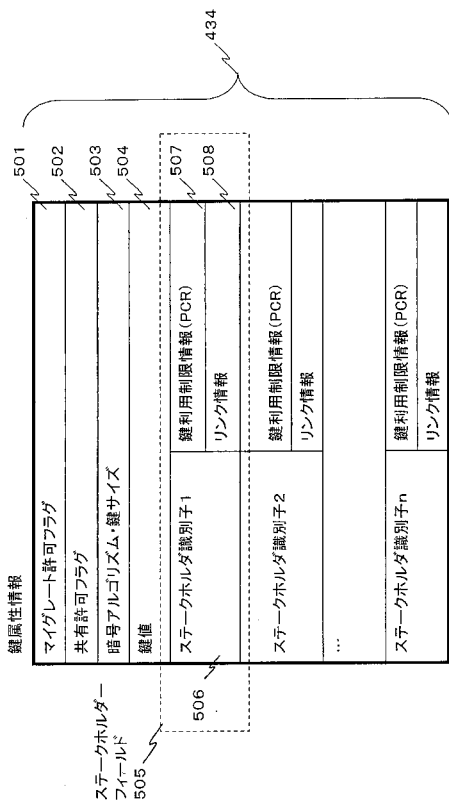 鍵属性情報
マイグレート許可フラグ
501
共有許可フラグ
502
暗号アルゴリズム・鍵サイズ
503
鍵値
504
ステークホルダー
フィールド
505
ステークホルダ識別子1
506
鍵利用制限情報(PCR)
507
リンク情報
508
ステークホルダ識別子2
鍵利用制限情報(PCR)
リンク情報
…
ステークホルダ識別子n
鍵利用制限情報(PCR)
リンク情報
434